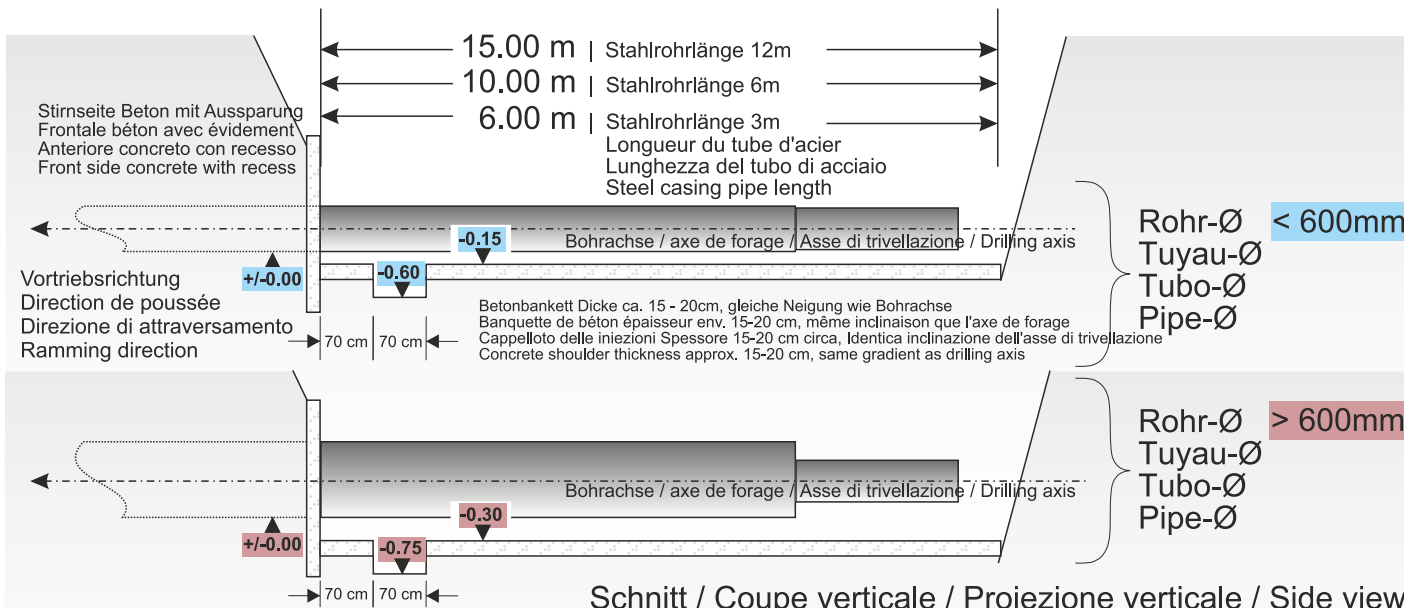 15.00 m | Stahlrohrlänge 12m
10.00 m | Stahlrohrlänge 6m
6.00 m | Stahlrohrlänge 3m
Longueur du tube d'acier
Lunghezza del tubo di acciaio
Steel casing pipe length
Stirnseite Beton mit Aussparung
Frontale béton avec évidement
Anteriore concreto con recesso
Front side concrete with recess
Rohr-Ø < 600mm
Tuyau-Ø
Tubo-Ø
Pipe-Ø
-0.15
Bohrachse / axe de forage / Asse di trivellazione / Drilling axis
+/-0.00
-0.60
Vortriebsrichtung
Direction de poussée
Direzione di attraversamento
Ramming direction
Betonbankett Dicke ca. 15 - 20cm, gleiche Neigung wie Bohrachse
Banquette de béton épaisseur env. 15-20 cm, même inclinaison que l'axe de forage
Cappelloto delle iniezioni Spessore 15-20 cm circa, Identica inclinazione dell'asse di trivellazione
Concrete shoulder thickness approx. 15-20 cm, same gradient as drilling axis
70 cm 70 cm
Rohr-Ø > 600mm
Tuyau-Ø
Tubo-Ø
Pipe-Ø
Bohrachse / axe de forage / Asse di trivellazione / Drilling axis
-0.30
+/-0.00
-0.75
70 cm 70 cm
Schnitt / Coupe verticale / Proiezione verticale / Side view